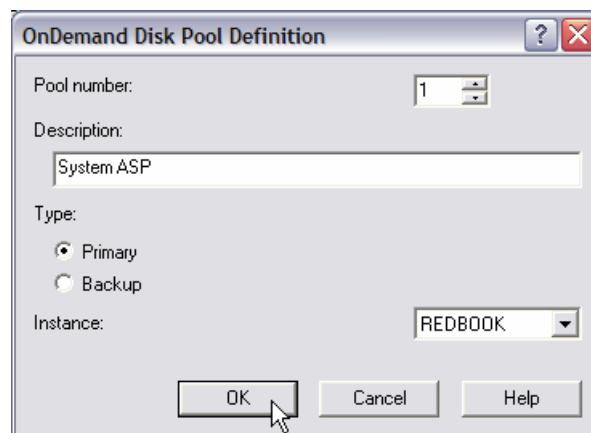 OnDemand Disk Pool Definition
Pool number: 1
Description:
System ASP
Type:
Primary
Backup
Instance: REDBOOK
OK Cancel Help